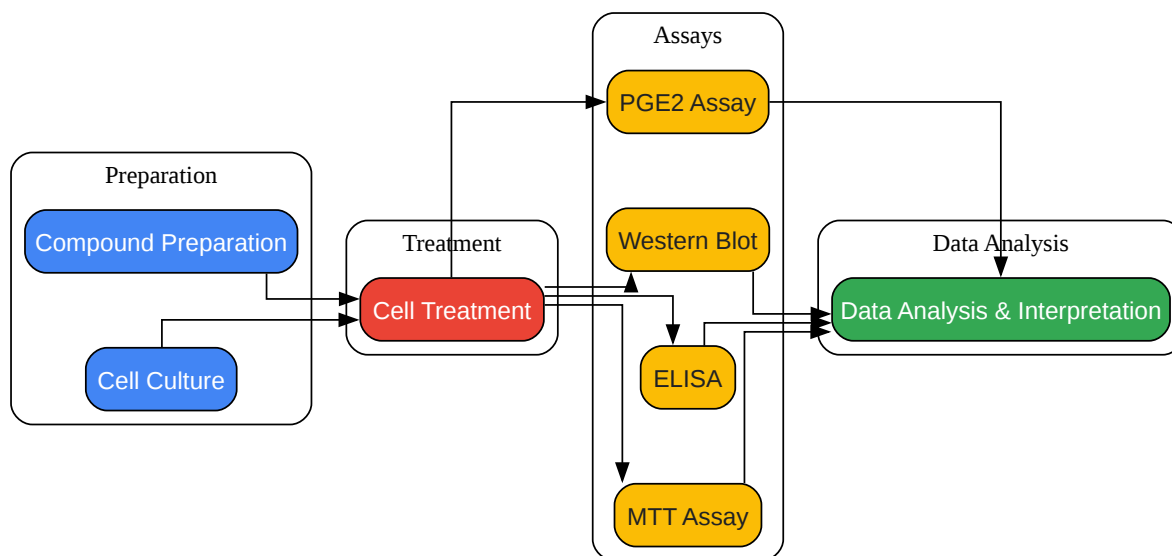 Preparation
Compound Preparation
Cell Culture
Treatment
Cell Treatment
Assays
PGE2 Assay
Western Blot
ELISA
MTT Assay
Data Analysis
Data Analysis & Interpretation